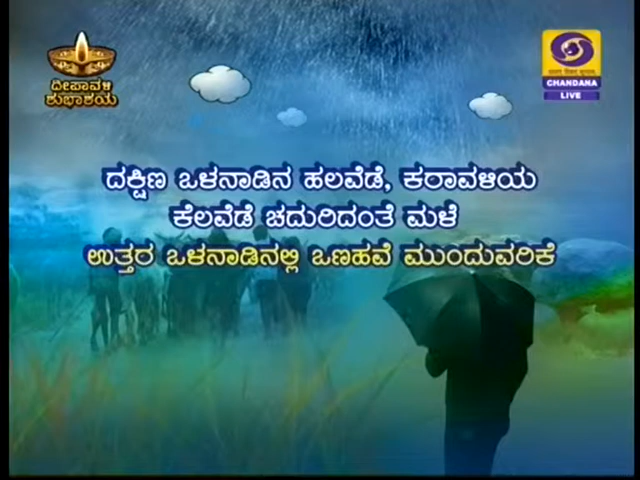 ದೀಪಾವಳಿ
ಶುಭಾಶಯ
CHANDANA
LIVE
ದಕ್ಷಿಣ ಒಳನಾಡಿನ ಹಲವೆಡೆ, ಕರಾವಳಿಯ
ಕೆಲವೆಡೆ ಚದುರಿದಂತೆ ಮಳೆ
ಉತ್ತರ ಒಳನಾಡಿನಲ್ಲಿ ಒಣಹವೆ ಮುಂದುವರಿಕೆ